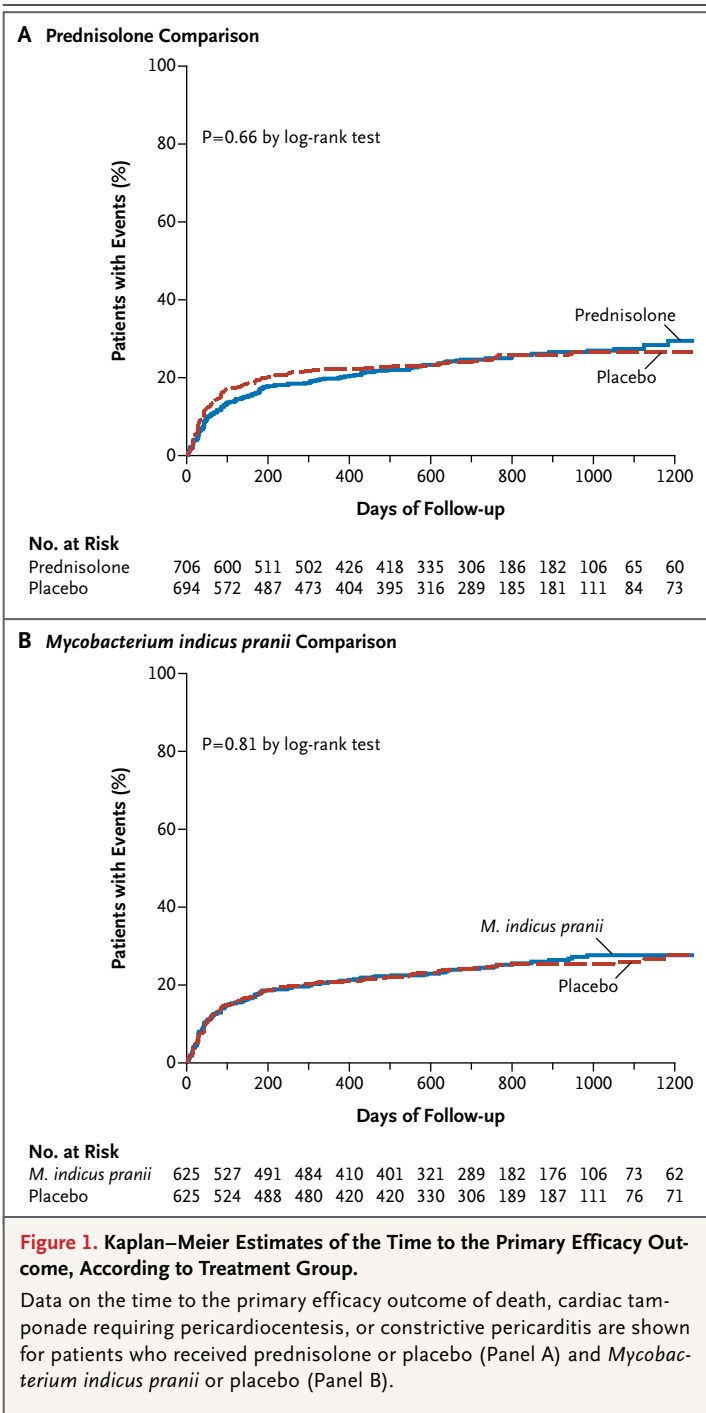 A Prednisolone Comparison
100
80
60
40
20
0
Patients with Events (%)
P=0.66 by log-rank test
Prednisolone
Placebo
0 200 400 600 800 1000 1200
Days of Follow-up
No. at Risk
Prednisolone 706 600 511 502 426 418 335 306 186 182 106 65 60
Placebo 694 572 487 473 404 395 316 289 185 181 111 84 73
B Mycobacterium indicus pranii Comparison
100
80
60
40
20
0
Patients with Events (%)
P=0.81 by log-rank test
M. indicus pranii
Placebo
0 200 400 600 800 1000 1200
Days of Follow-up
No. at Risk
M. indicus pranii 625 527 491 484 410 401 321 289 182 176 106 73 62
Placebo 625 524 488 480 420 420 330 306 189 187 111 76 71
Figure 1. Kaplan–Meier Estimates of the Time to the Primary Efficacy Out-
come, According to Treatment Group.
Data on the time to the primary efficacy outcome of death, cardiac tam-
ponade requiring pericardiocentesis, or constrictive pericarditis are shown
for patients who received prednisolone or placebo (Panel A) and Mycobac-
terium indicus pranii or placebo (Panel B).